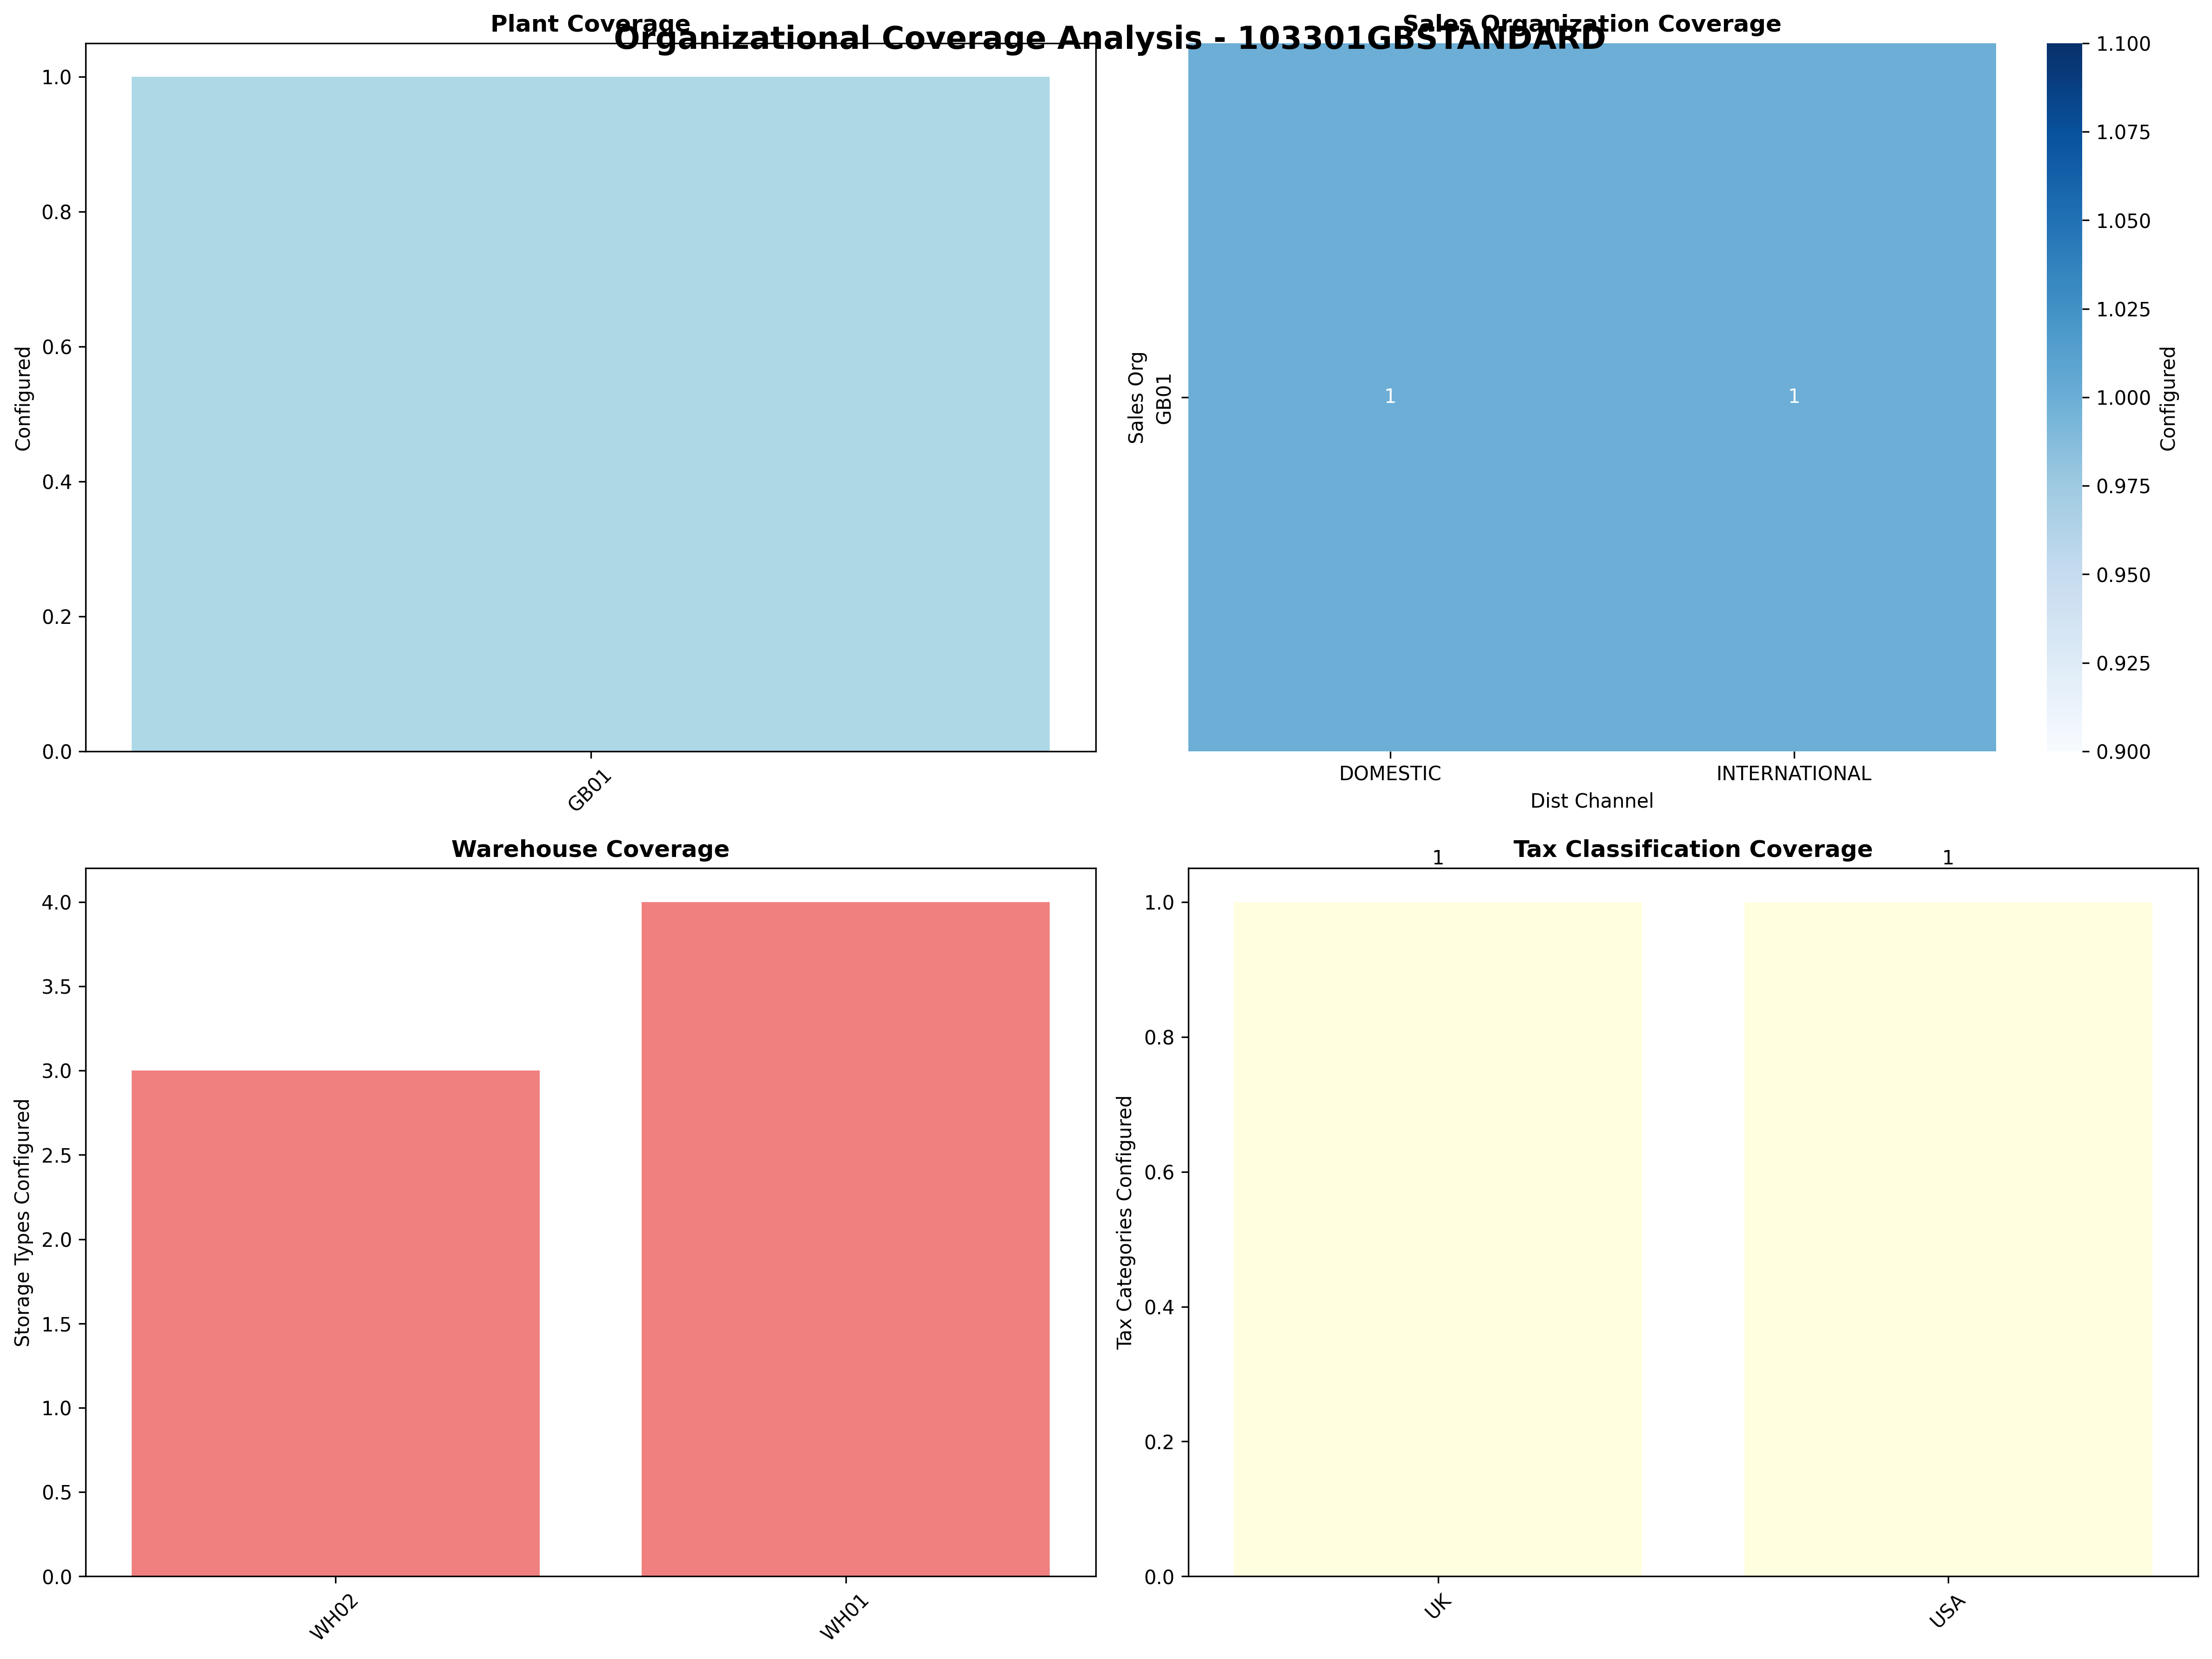 Organizational Coverage Analysis - 103301GBSTANDARD
Plant Coverage
Configured
1.0
0.8
0.6
0.4
0.2
0.0
GB01
Sales Organization Coverage
Sales Org
GB01
1
1
DOMESTIC
INTERNATIONAL
Dist Channel
1.100
1.075
1.050
1.025
1.000
0.975
0.950
0.925
0.900
Configured
Warehouse Coverage
Storage Types Configured
4.0
3.5
3.0
2.5
2.0
1.5
1.0
0.5
0.0
WH02
WH01
Tax Classification Coverage
1
1
Tax Categories Configured
1.0
0.8
0.6
0.4
0.2
0.0
UK
USA